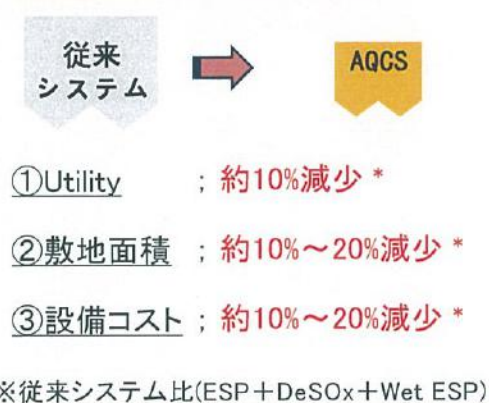 従来
システム
AQCS
①Utility ; 約10%減少 *
②敷地面積 ; 約10%～20%減少 *
③設備コスト ; 約10%～20%減少 *
※従来システム比(ESP＋DeSOx＋Wet ESP)